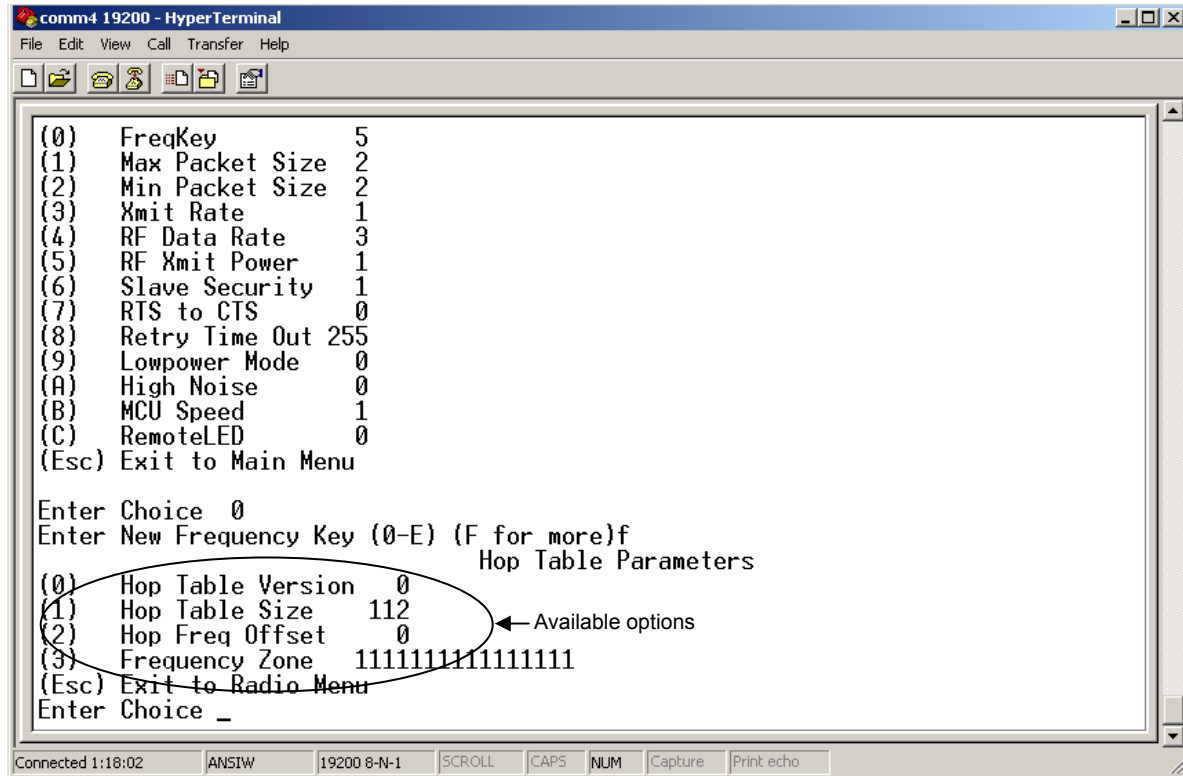 comm4 19200 - HyperTerminal
File Edit View Call Transfer Help
(0) FreqKey 5
(1) Max Packet Size 2
(2) Min Packet Size 2
(3) Xmit Rate 1
(4) RF Data Rate 3
(5) RF Xmit Power 1
(6) Slave Security 1
(7) RTS to CTS 0
(8) Retry Time Out 255
(9) Lowpower Mode 0
(A) High Noise 0
(B) MCU Speed 1
(C) RemoteLED 0
(Esc) Exit to Main Menu
Enter Choice 0
Enter New Frequency Key (0-E) (F for more)f
Hop Table Parameters
(0) Hop Table Version 0
(1) Hop Table Size 112
(2) Hop Freq Offset 0
(3) Frequency Zone 1111111111111111
(Esc) Exit to Radio Menu
Enter Choice _
Available options
Connected 1:18:02 ANSIW 19200 8-N-1 SCROLL CAPS NUM Capture Print echo